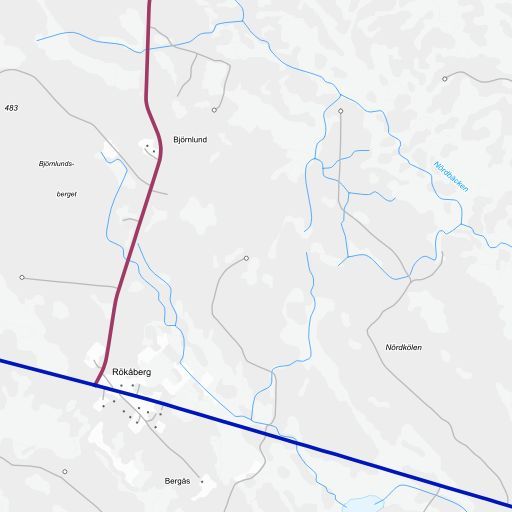 483
Björnlund
Björnlunds-
berget
Nördbäcken
Nördkölen
Rökåberg
Bergås